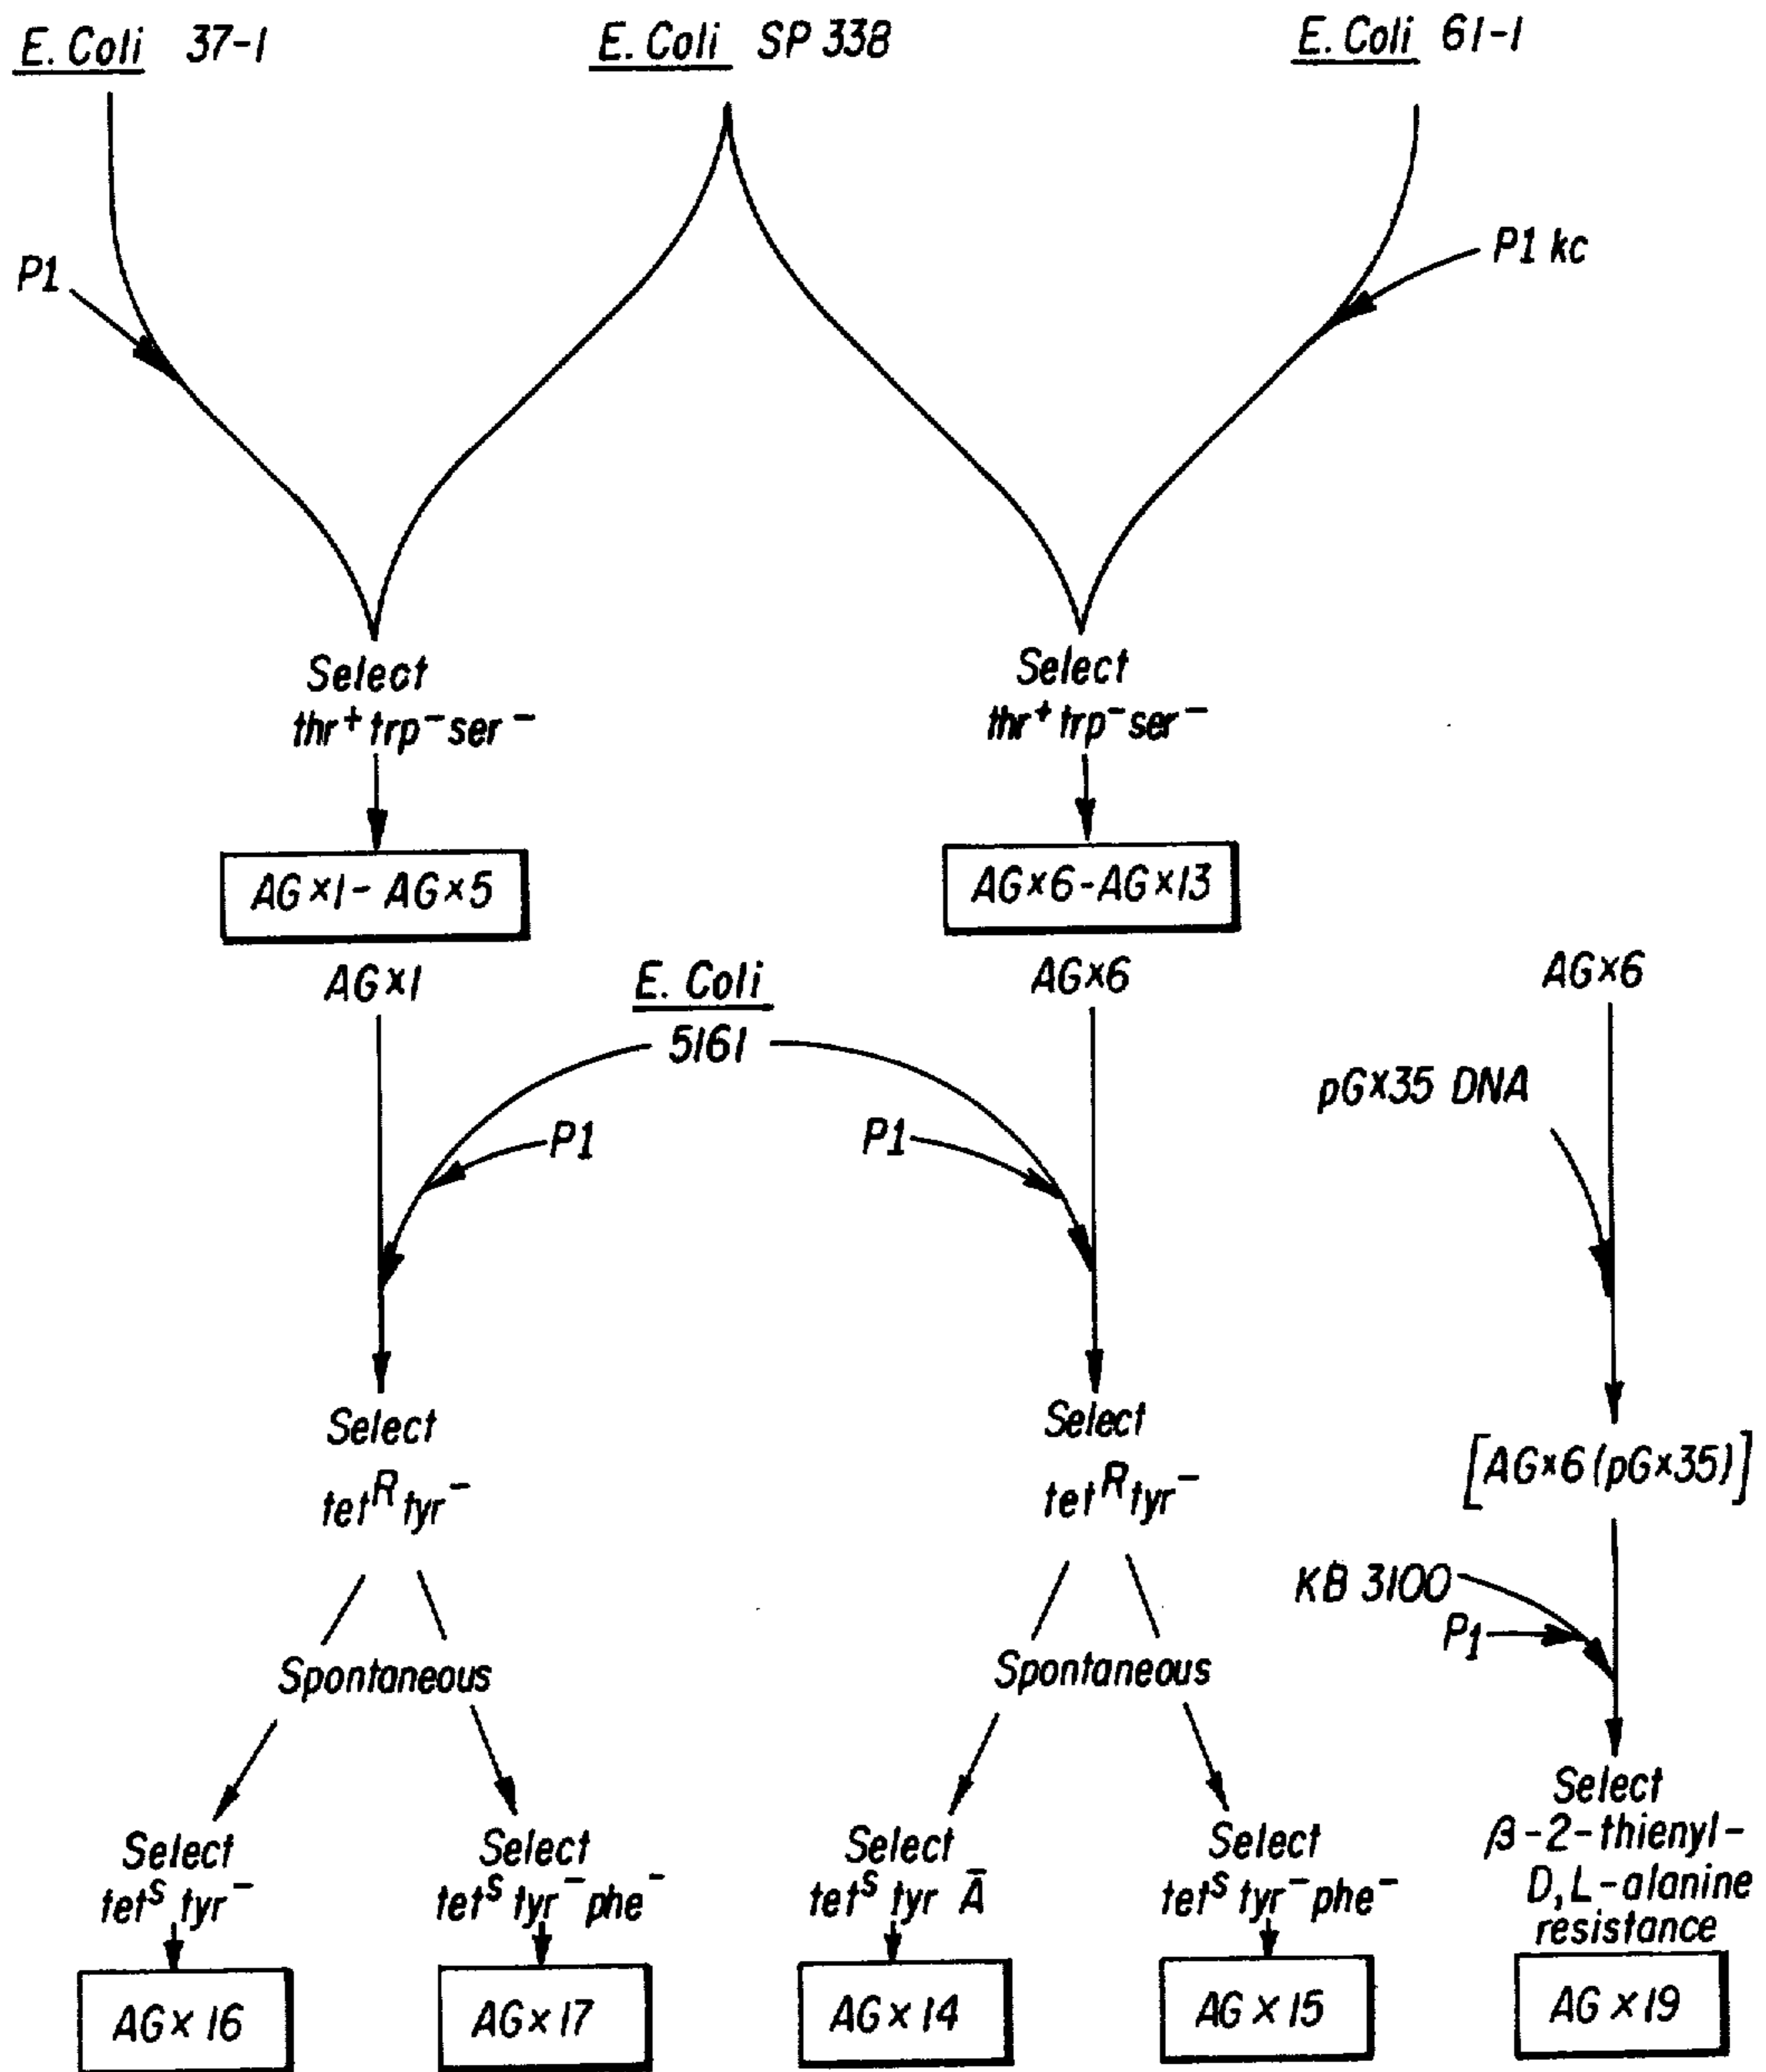 E. Coli 37-1
E. Coli SP 338
E. Coli 61-1
P1
P1 kc
Select
thr+ trp- ser-
Select
thr+ trp- ser-
AG×1- AG×5
AG×6-AG×13
AG×1
E. Coli
5161
AG×6
AG×6
pG×35 DNA
P1
P1
Select
tetR tyr-
Select
tetR tyr-
[AG×6(pG×35)]
KB 3100
P1
Spontaneous
Spontaneous
Select
tetS tyr-
Select
tetS tyr- phe-
Select
tetS tyr Ā
Select
tetS tyr- phe-
Select
β-2-thienyl-
D,L-alanine
resistance
AG× 16
AG× 17
AG× 14
AG× 15
AG ×19